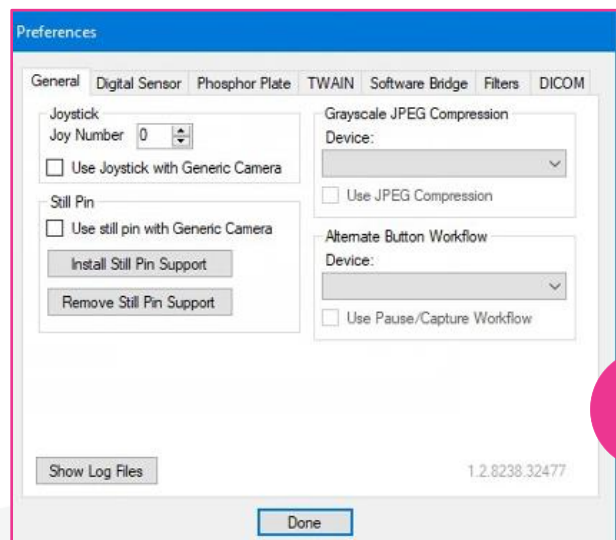 Preferences
General Digital Sensor Phosphor Plate TWAIN Software Bridge Filters DICOM
Joystick
Joy Number 0
Use Joystick with Generic Camera
Still Pin
Use still pin with Generic Camera
Install Still Pin Support
Remove Still Pin Support
Grayscale JPEG Compression
Device:
Use JPEG Compression
Alternate Button Workflow
Device:
Use Pause/Capture Workflow
Show Log Files
1.2.8238.32477
Done